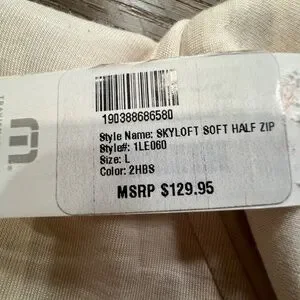 190388686580
Style Name: SKYLOFT SOFT HALF ZIP
Style#: 1LE060
Size: L
Color: 2HBS
MSRP $129.95